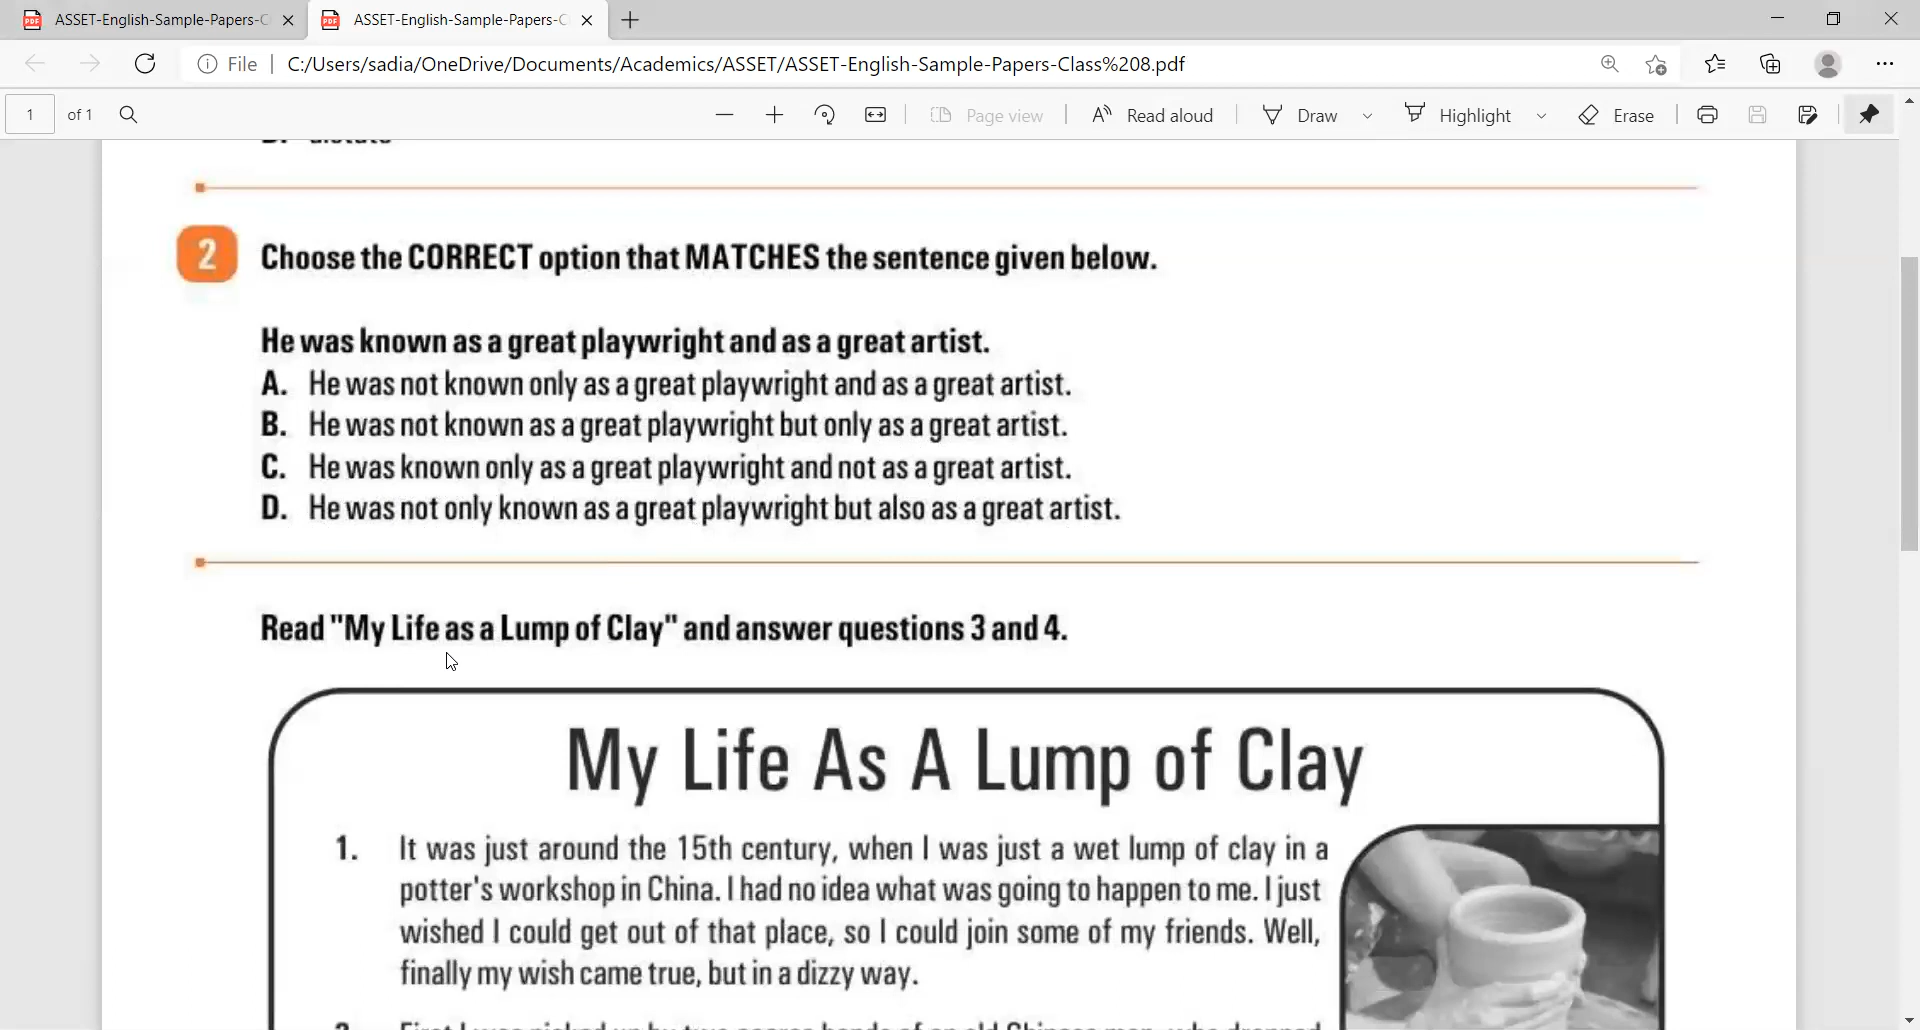 ASSET-English-Sample-Papers-C
ASSET-English-Sample-Papers-C
File
C:/Users/sadia/OneDrive/Documents/Academics/ASSET/ASSET-English-Sample-Papers-Class%208.pdf
1 of 1
Page view
Read aloud
Draw
Highlight
Erase
2 Choose the CORRECT option that MATCHES the sentence given below.
He was known as a great playwright and as a great artist.
A. He was not known only as a great playwright and as a great artist.
B. He was not known as a great playwright but only as a great artist.
C. He was known only as a great playwright and not as a great artist.
D. He was not only known as a great playwright but also as a great artist.
Read "My Life as a Lump of Clay" and answer questions 3 and 4.
My Life As A Lump of Clay
1. It was just around the 15th century, when I was just a wet lump of clay in a
potter's workshop in China. I had no idea what was going to happen to me. I just
wished I could get out of that place, so I could join some of my friends. Well,
finally my wish came true, but in a dizzy way.